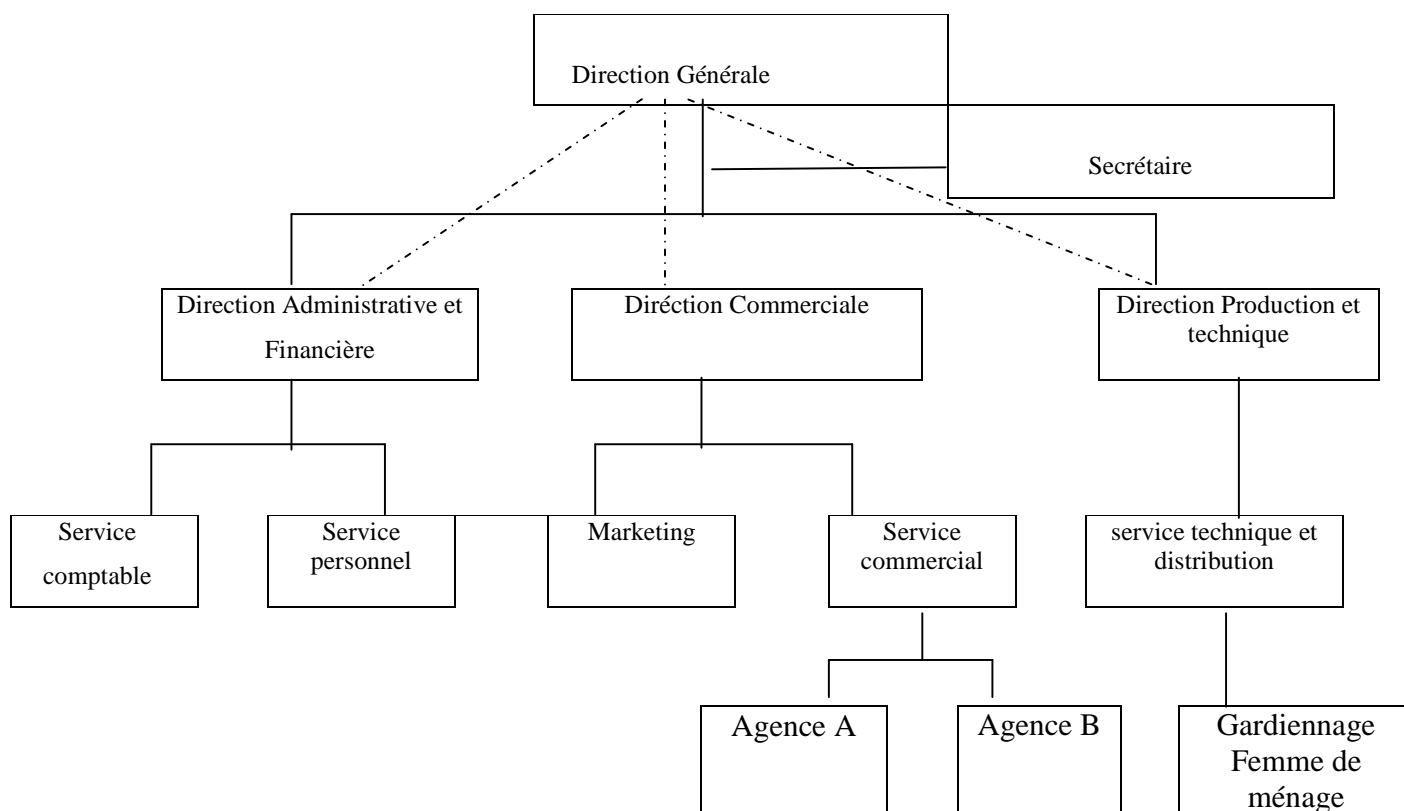 Direction Générale
Secrétaire
Direction Administrative et
Financière
Diréction Commerciale
Direction Production et
technique
Service
comptable
Service
personnel
Marketing
Service
commercial
service technique et
distribution
Agence A
Agence B
Gardiennage
Femme de
ménage